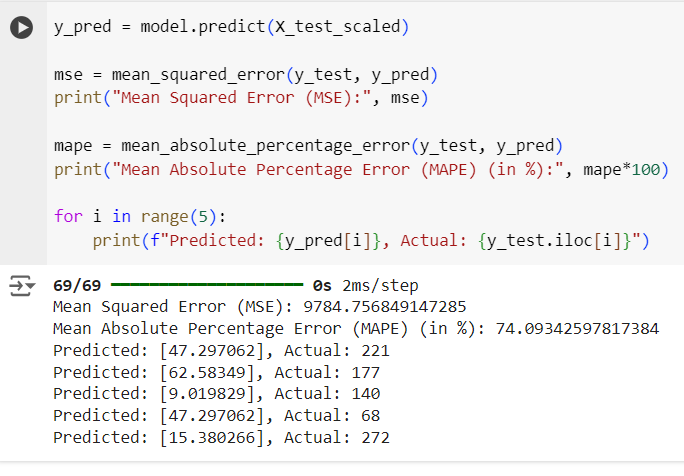 y_pred = model.predict(X_test_scaled)
mse = mean_squared_error(y_test, y_pred)
print("Mean Squared Error (MSE):", mse)
mape = mean_absolute_percentage_error(y_test, y_pred)
print("Mean Absolute Percentage Error (MAPE) (in %):", mape*100)
for i in range(5):
    print(f"Predicted: {y_pred[i]}, Actual: {y_test.iloc[i]}")
69/69 ━━━━━━━━━━━━━━━━━━━━ 0s 2ms/step
Mean Squared Error (MSE): 9784.756849147285
Mean Absolute Percentage Error (MAPE) (in %): 74.09342597817384
Predicted: [47.297062], Actual: 221
Predicted: [62.58349], Actual: 177
Predicted: [9.019829], Actual: 140
Predicted: [47.297062], Actual: 68
Predicted: [15.380266], Actual: 272